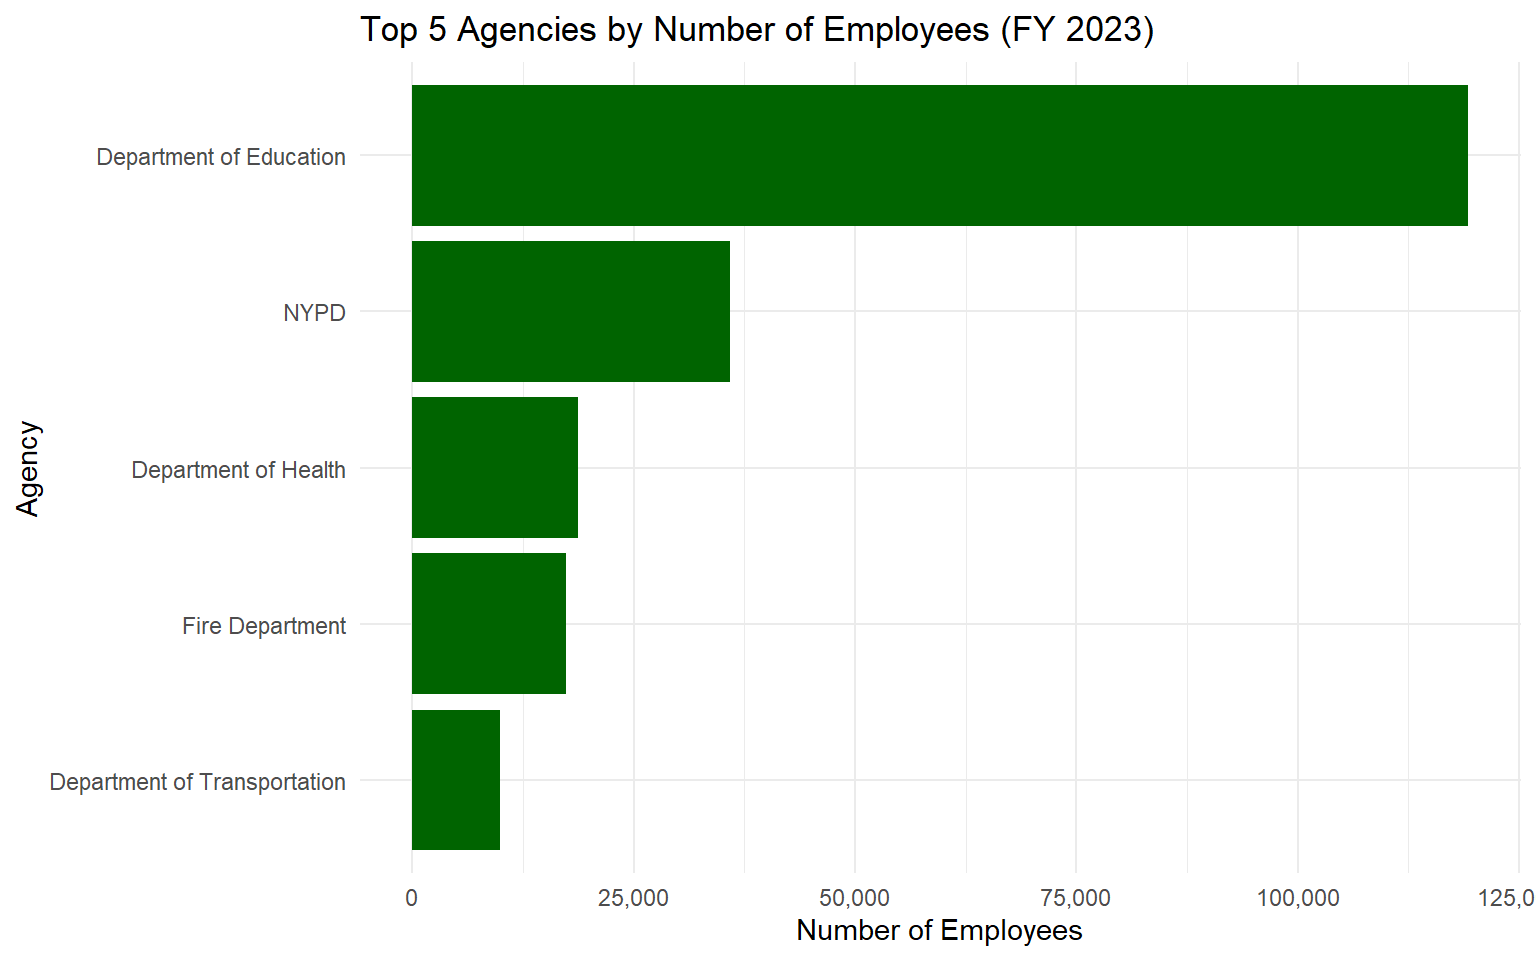 Top 5 Agencies by Number of Employees (FY 2023)
Department of Education
NYPD
Department of Health
Fire Department
Department of Transportation
Agency
0 25,000 50,000 75,000 100,000 125,0
Number of Employees